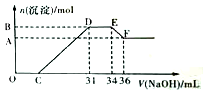 n(沉淀)/mol
B D E
A F
O C 31 34 36 V(NaOH)/mL